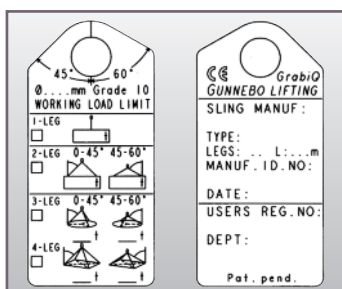 45° 60°
Ø....mm Grade 10
WORKING LOAD LIMIT
1-LEG
t
2-LEG 0-45° 45-60°
t t
3-LEG 0-45° 45-60°
t t
4-LEG
t t
CE GrabiQ
GUNNEBO LIFTING
SLING MANUF:
TYPE:
LEGS: .. L:...m
MANUF.ID.NO:
DATE:
USERS REG.NO:
DEPT:
Pat. pend.